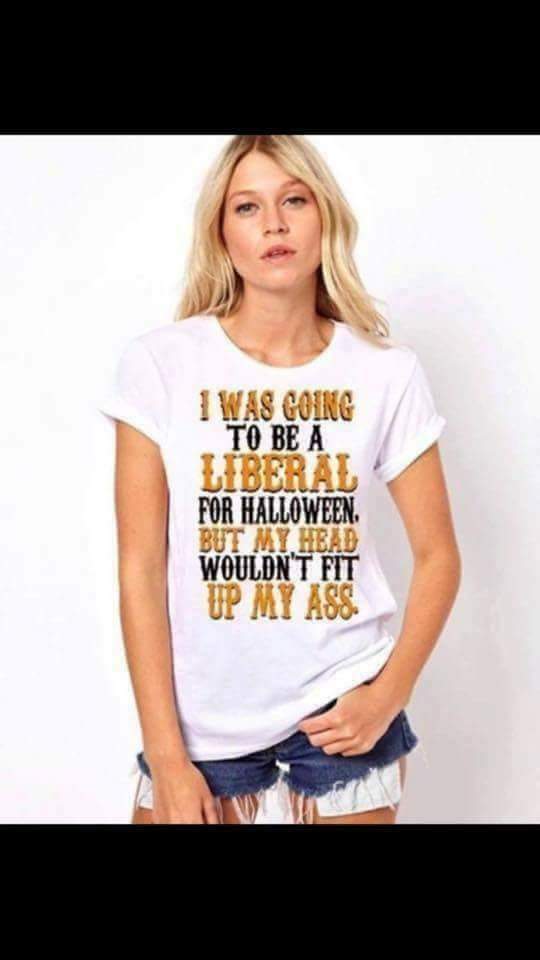 I WAS GOING
TO BE A
LIBERAL
FOR HALLOWEEN.
BUT MY HEAD
WOULDN'T FIT
UP MY ASS.